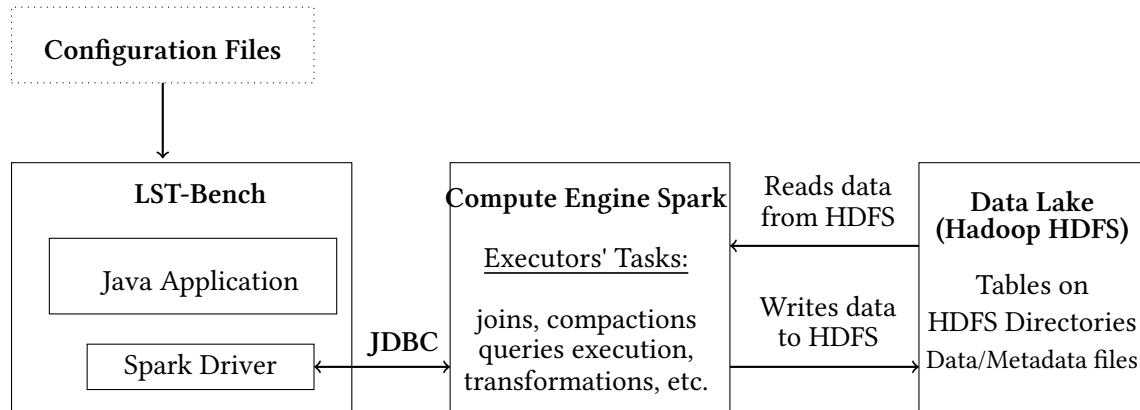 Configuration Files
LST-Bench
Java Application
Spark Driver
JDBC
Compute Engine Spark
Executors' Tasks:
joins, compactions
queries execution,
transformations, etc.
Reads data
from HDFS
Writes data
to HDFS
Data Lake
(Hadoop HDFS)
Tables on
HDFS Directories
Data/Metadata files